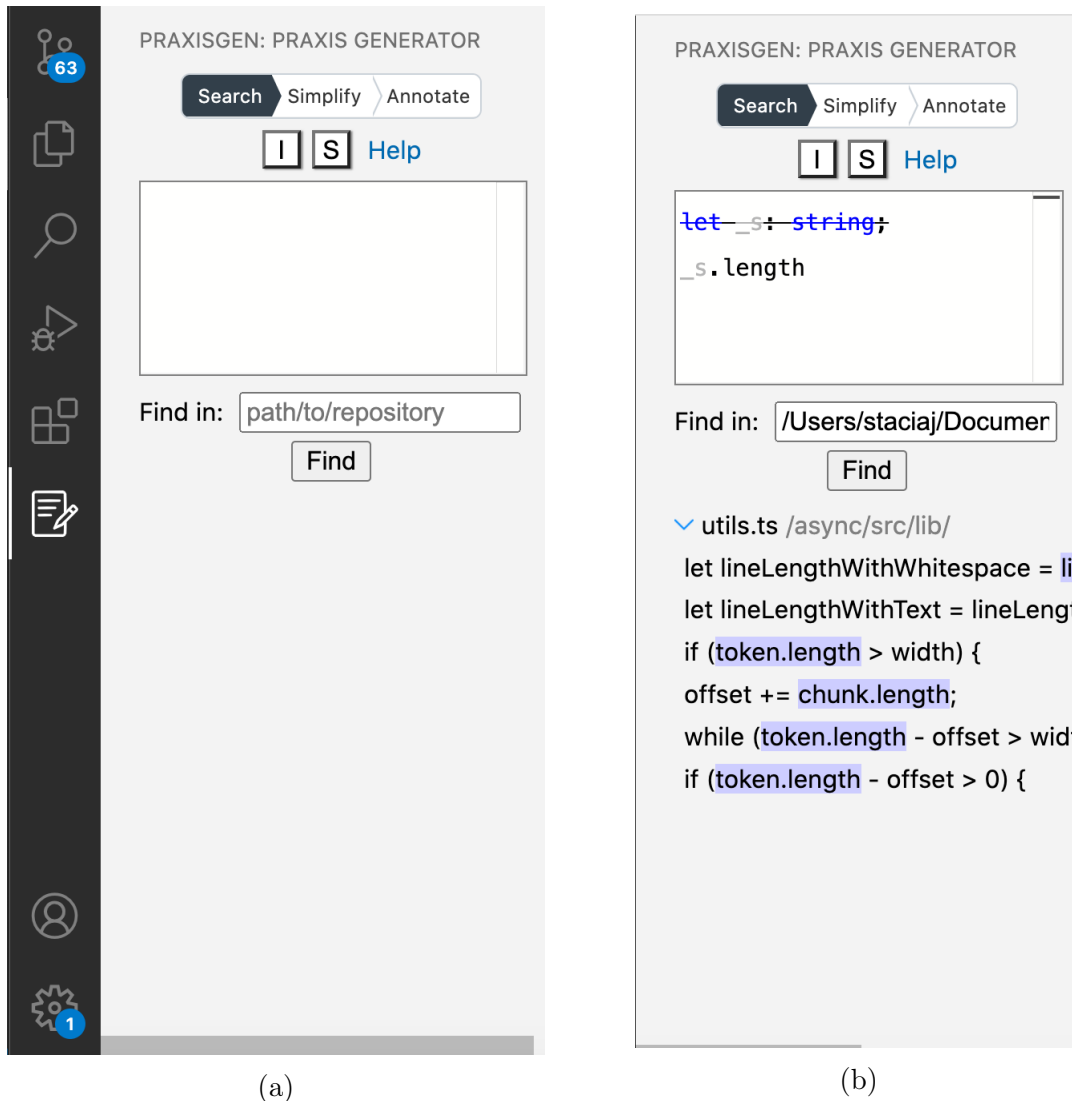 63
PRAXISGEN: PRAXIS GENERATOR
Search Simplify Annotate
I S Help
Find in: path/to/repository
Find
1
(a)
PRAXISGEN: PRAXIS GENERATOR
Search Simplify Annotate
I S Help
let _s: string;
_s.length
Find in: /Users/staciaj/Documen
Find
utils.ts /async/src/lib/
let lineLengthWithWhitespace = li
let lineLengthWithText = lineLeng
if (token.length > width) {
offset += chunk.length;
while (token.length - offset > wid
if (token.length - offset > 0) {
(b)